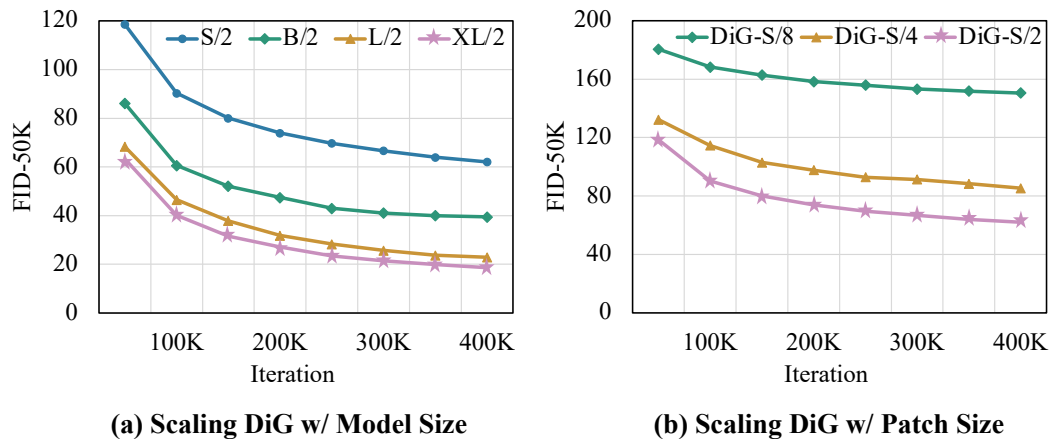 120
100
80
60
40
20
0
FID-50K
S/2 B/2 L/2 XL/2
100K 200K 300K 400K
Iteration
(a) Scaling DiG w/ Model Size
200
160
120
80
40
0
FID-50K
DiG-S/8 DiG-S/4 DiG-S/2
100K 200K 300K 400K
Iteration
(b) Scaling DiG w/ Patch Size